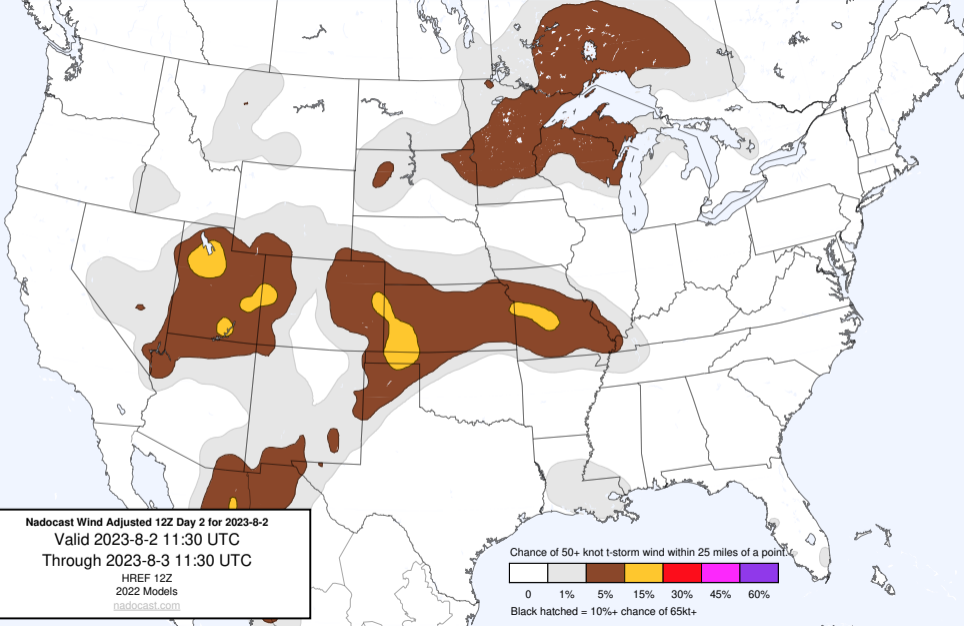 Nadocast Wind Adjusted 12Z Day 2 for 2023-8-2
Valid 2023-8-2 11:30 UTC
Through 2023-8-3 11:30 UTC
HREF 12Z
2022 Models
nadocast.com
Chance of 50+ knot t-storm wind within 25 miles of a point.
0 1% 5% 15% 30% 45% 60%
Black hatched = 10%+ chance of 65kt+